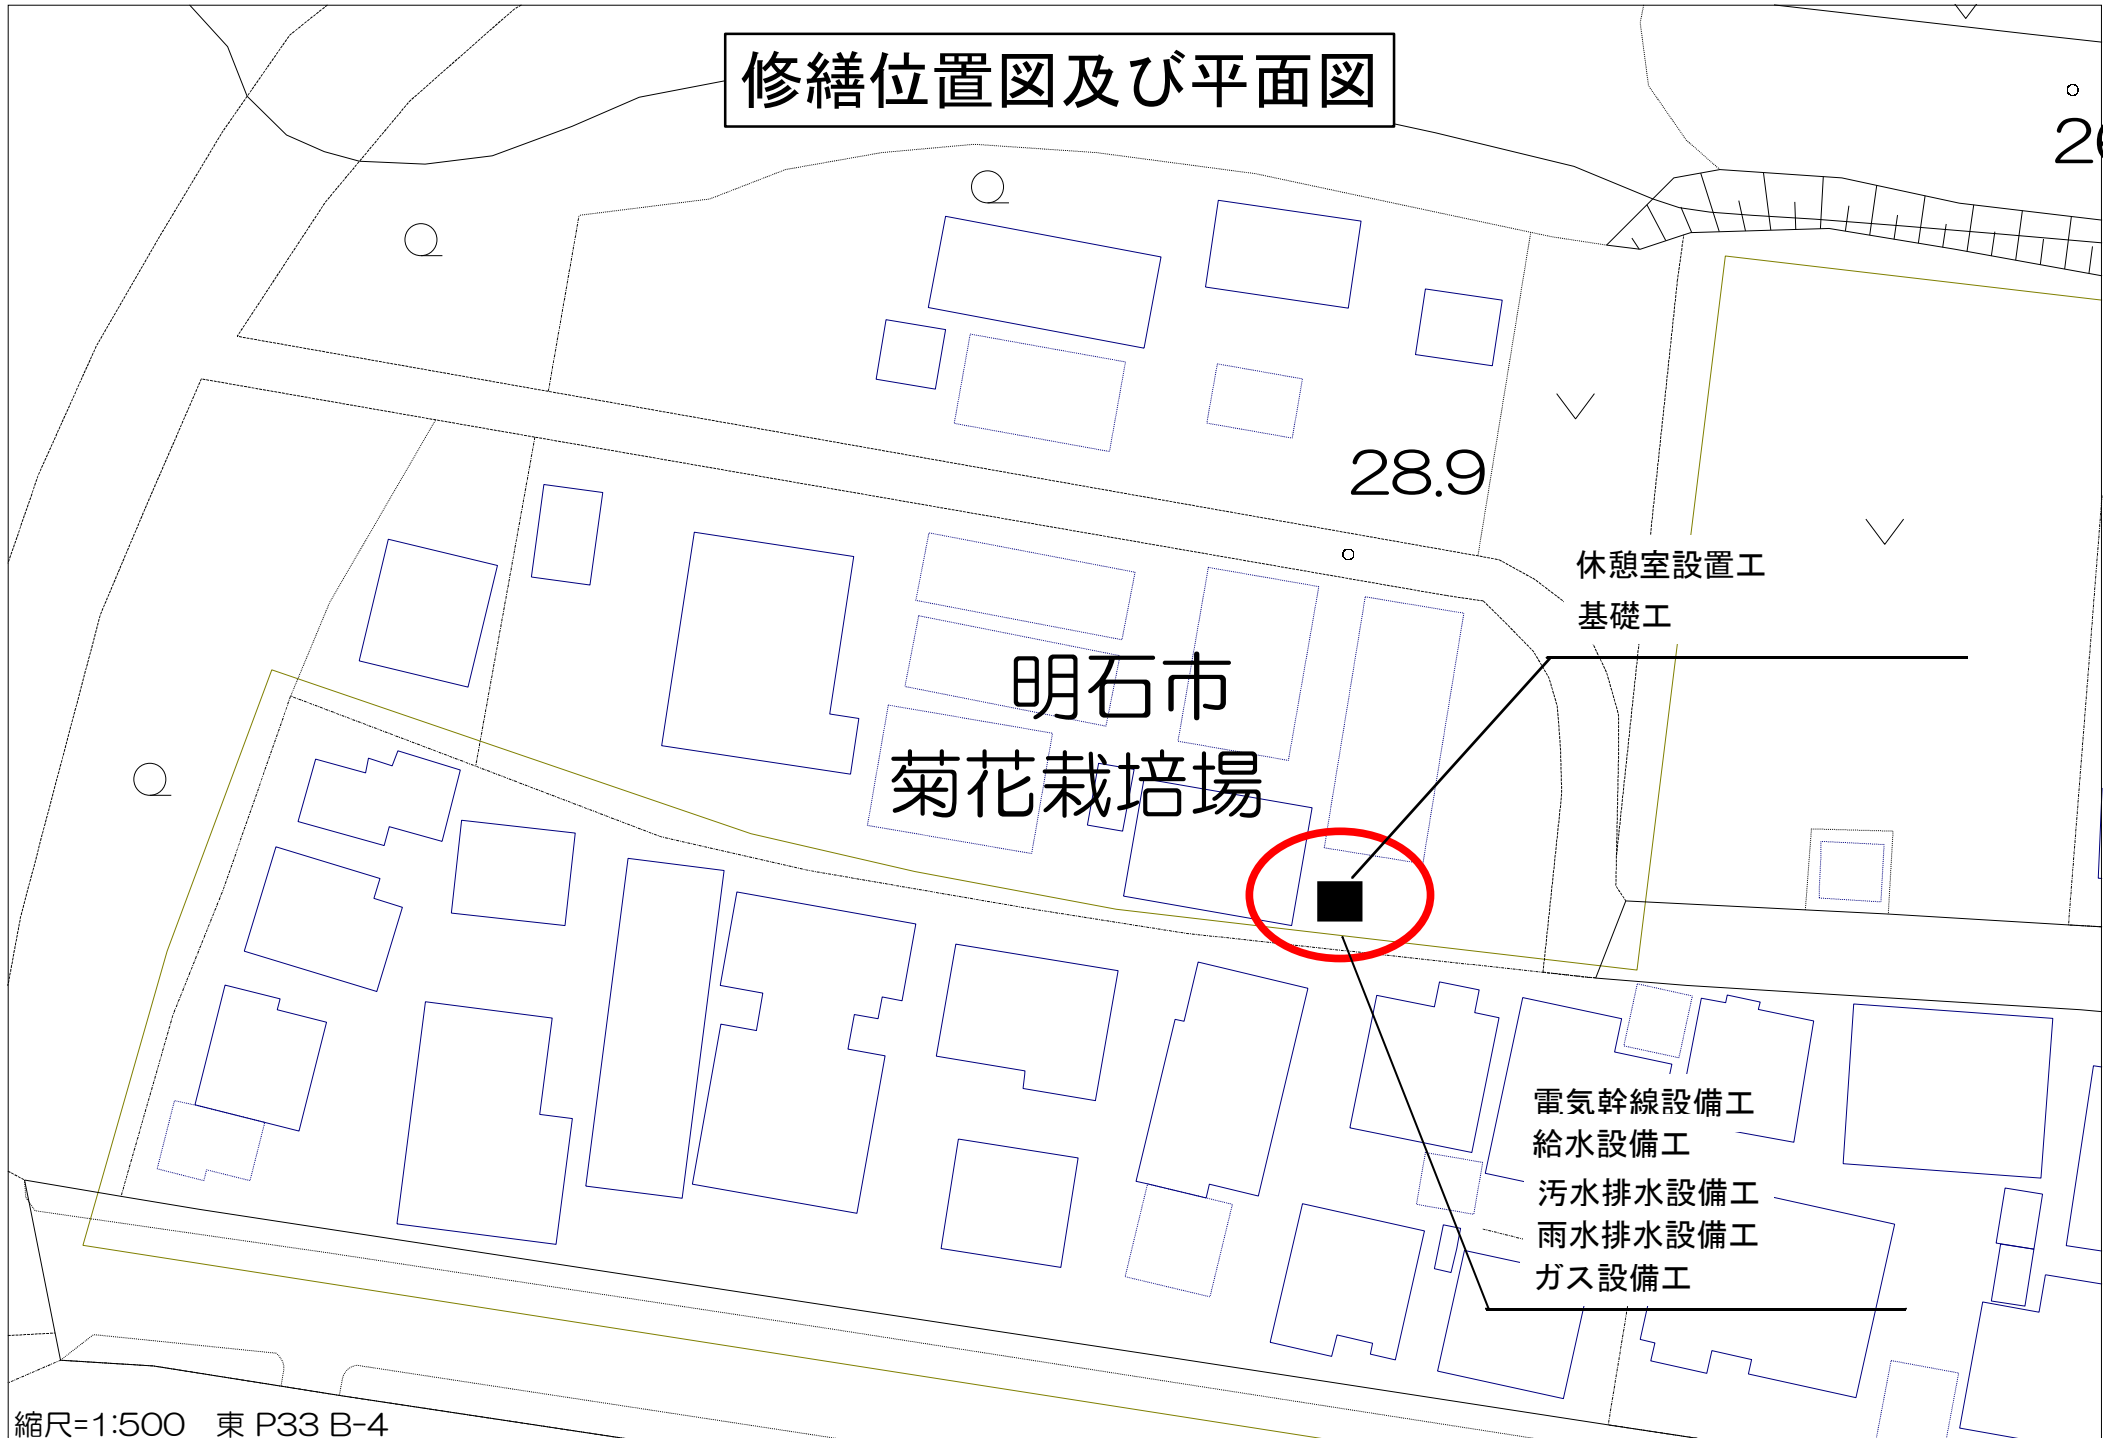 修繕位置図及び平面図
28.9
休憩室設置工
基礎工
明石市
菊花栽培場
電気幹線設備工
給水設備工
汚水排水設備工
雨水排水設備工
ガス設備工
縮尺=1:500 東 P33 B-4